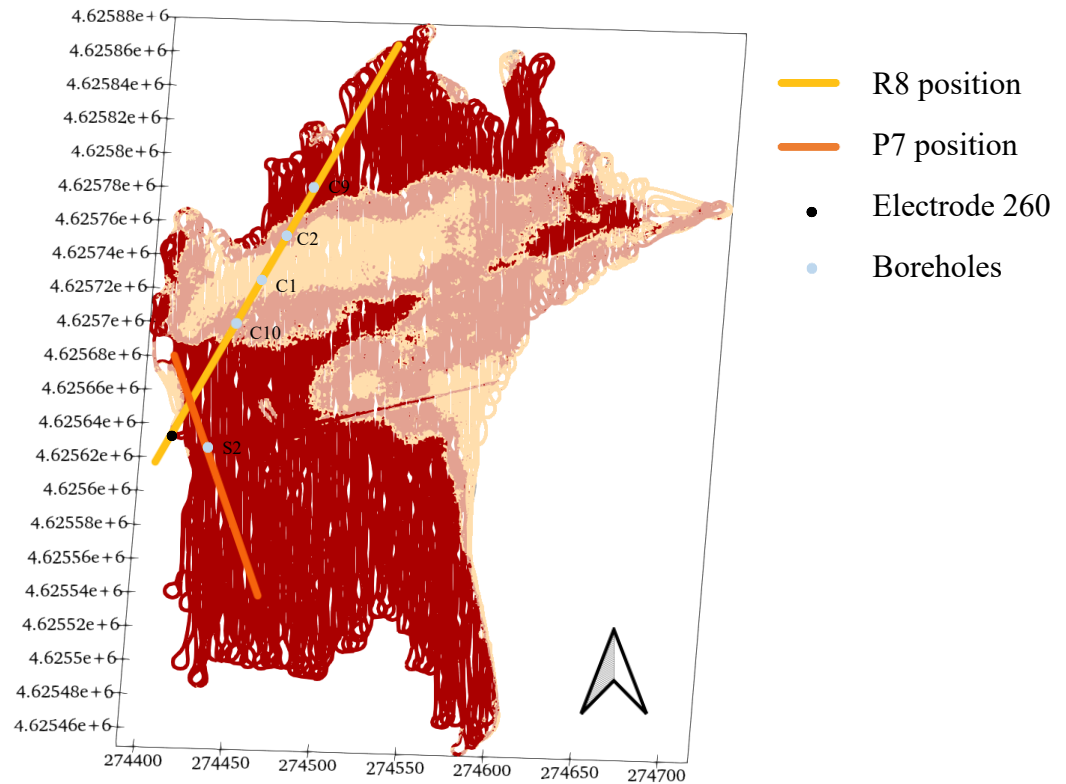 4.62588e+6
4.62586e+6
4.62584e+6
4.62582e+6
4.6258e+6
4.62578e+6
4.62576e+6
4.62574e+6
4.62572e+6
4.6257e+6
4.62568e+6
4.62566e+6
4.62564e+6
4.62562e+6
4.6256e+6
4.62558e+6
4.62556e+6
4.62554e+6
4.62552e+6
4.6255e+6
4.62548e+6
4.62546e+6
274400 274450 274500 274550 274600 274650 274700
C9
C2
C1
C10
S2
R8 position
P7 position
Electrode 260
Boreholes